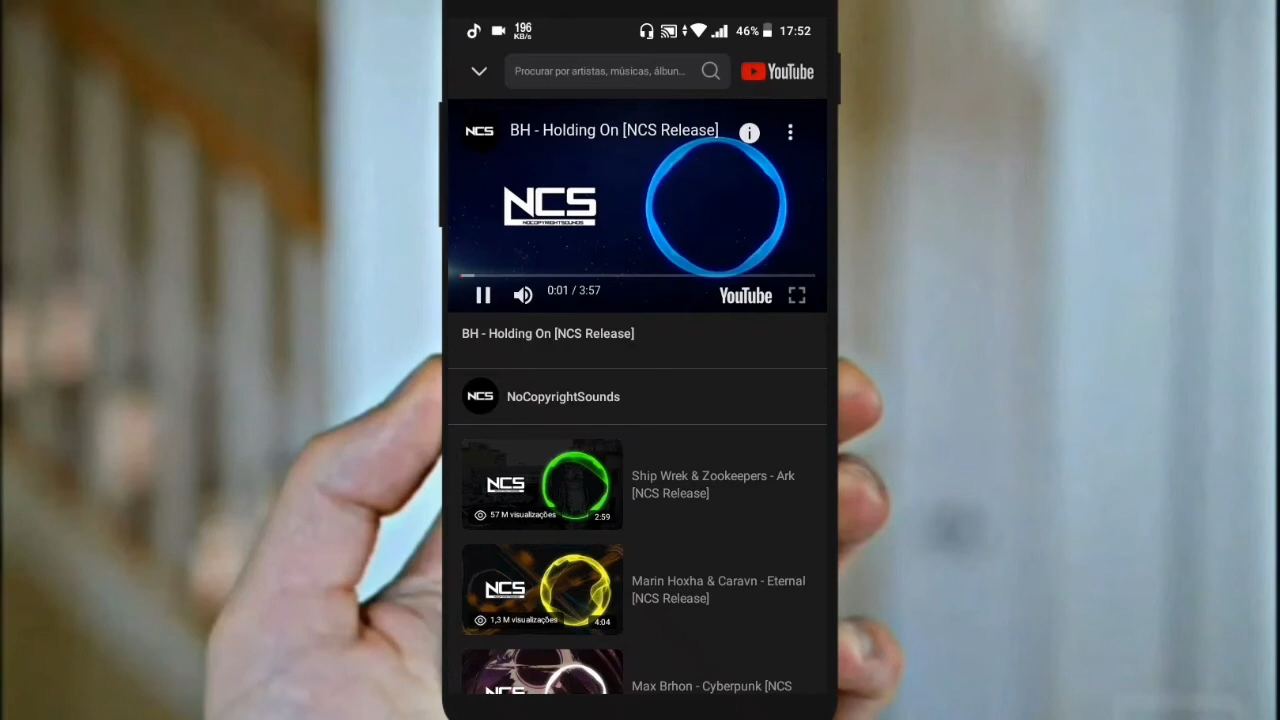 196
KB/s
46%
17:52
Procurar por artistas, músicas, álbun...
YouTube
NCS
BH - Holding On [NCS Release]
NCS
NOCOPYRIGHTSOUNDS
0:01 / 3:57
YouTube
BH - Holding On [NCS Release]
NCS
NoCopyrightSounds
NCS
57 M visualizações
2:59
Ship Wrek & Zookeepers - Ark
[NCS Release]
NCS
1,3 M visualizações
4:04
Marin Hoxha & Caravn - Eternal
[NCS Release]
NCS
Max Brhon - Cyberpunk [NCS